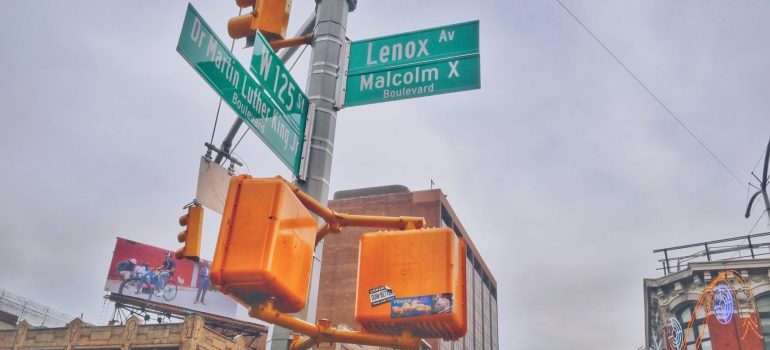 Dr Martin Luther King Jr
Boulevard
W 125 St
Lenox Av
Malcolm X
Boulevard